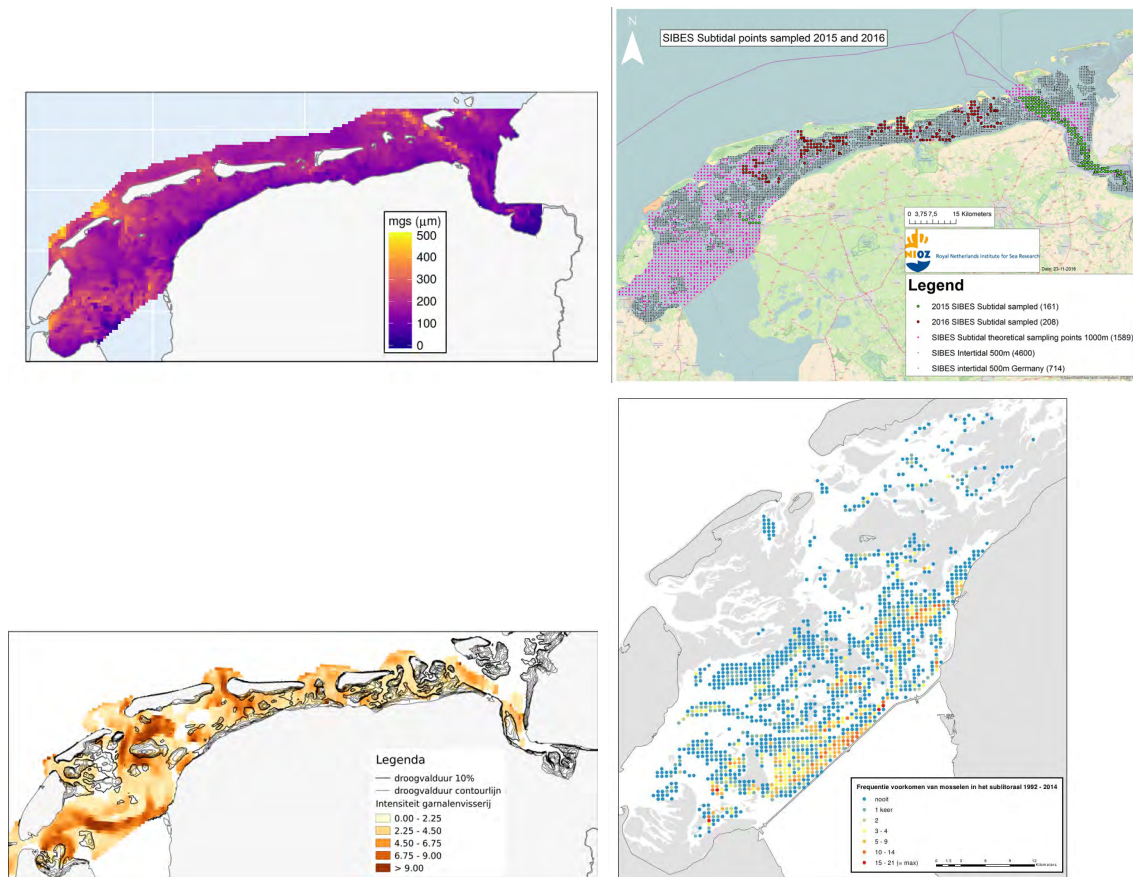 mgs (µm)
500
400
300
200
100
0
N
SIBES Subtidal points sampled 2015 and 2016
0 3,75 7,5 15 Kilometers
NIOZ Royal Netherlands Institute for Sea Research
Date: 23-11-2016
Legend
2015 SIBES Subtidal sampled (161)
2016 SIBES Subtidal sampled (208)
SIBES Subtidal theoretical sampling points 1000m (1589)
SIBES Intertidal 500m (4600)
SIBES intertidal 500m Germany (714)
Legenda
droogvalduur 10%
droogvalduur contourlijn
Intensiteit garnalenvisserij
0.00 - 2.25
2.25 - 4.50
4.50 - 6.75
6.75 - 9.00
> 9.00
Frequentie voorkomen van mosselen in het sublitoraal 1992 - 2014
nooit
1 keer
2
3 - 4
5 - 9
10 - 14
15 - 21 (= max)